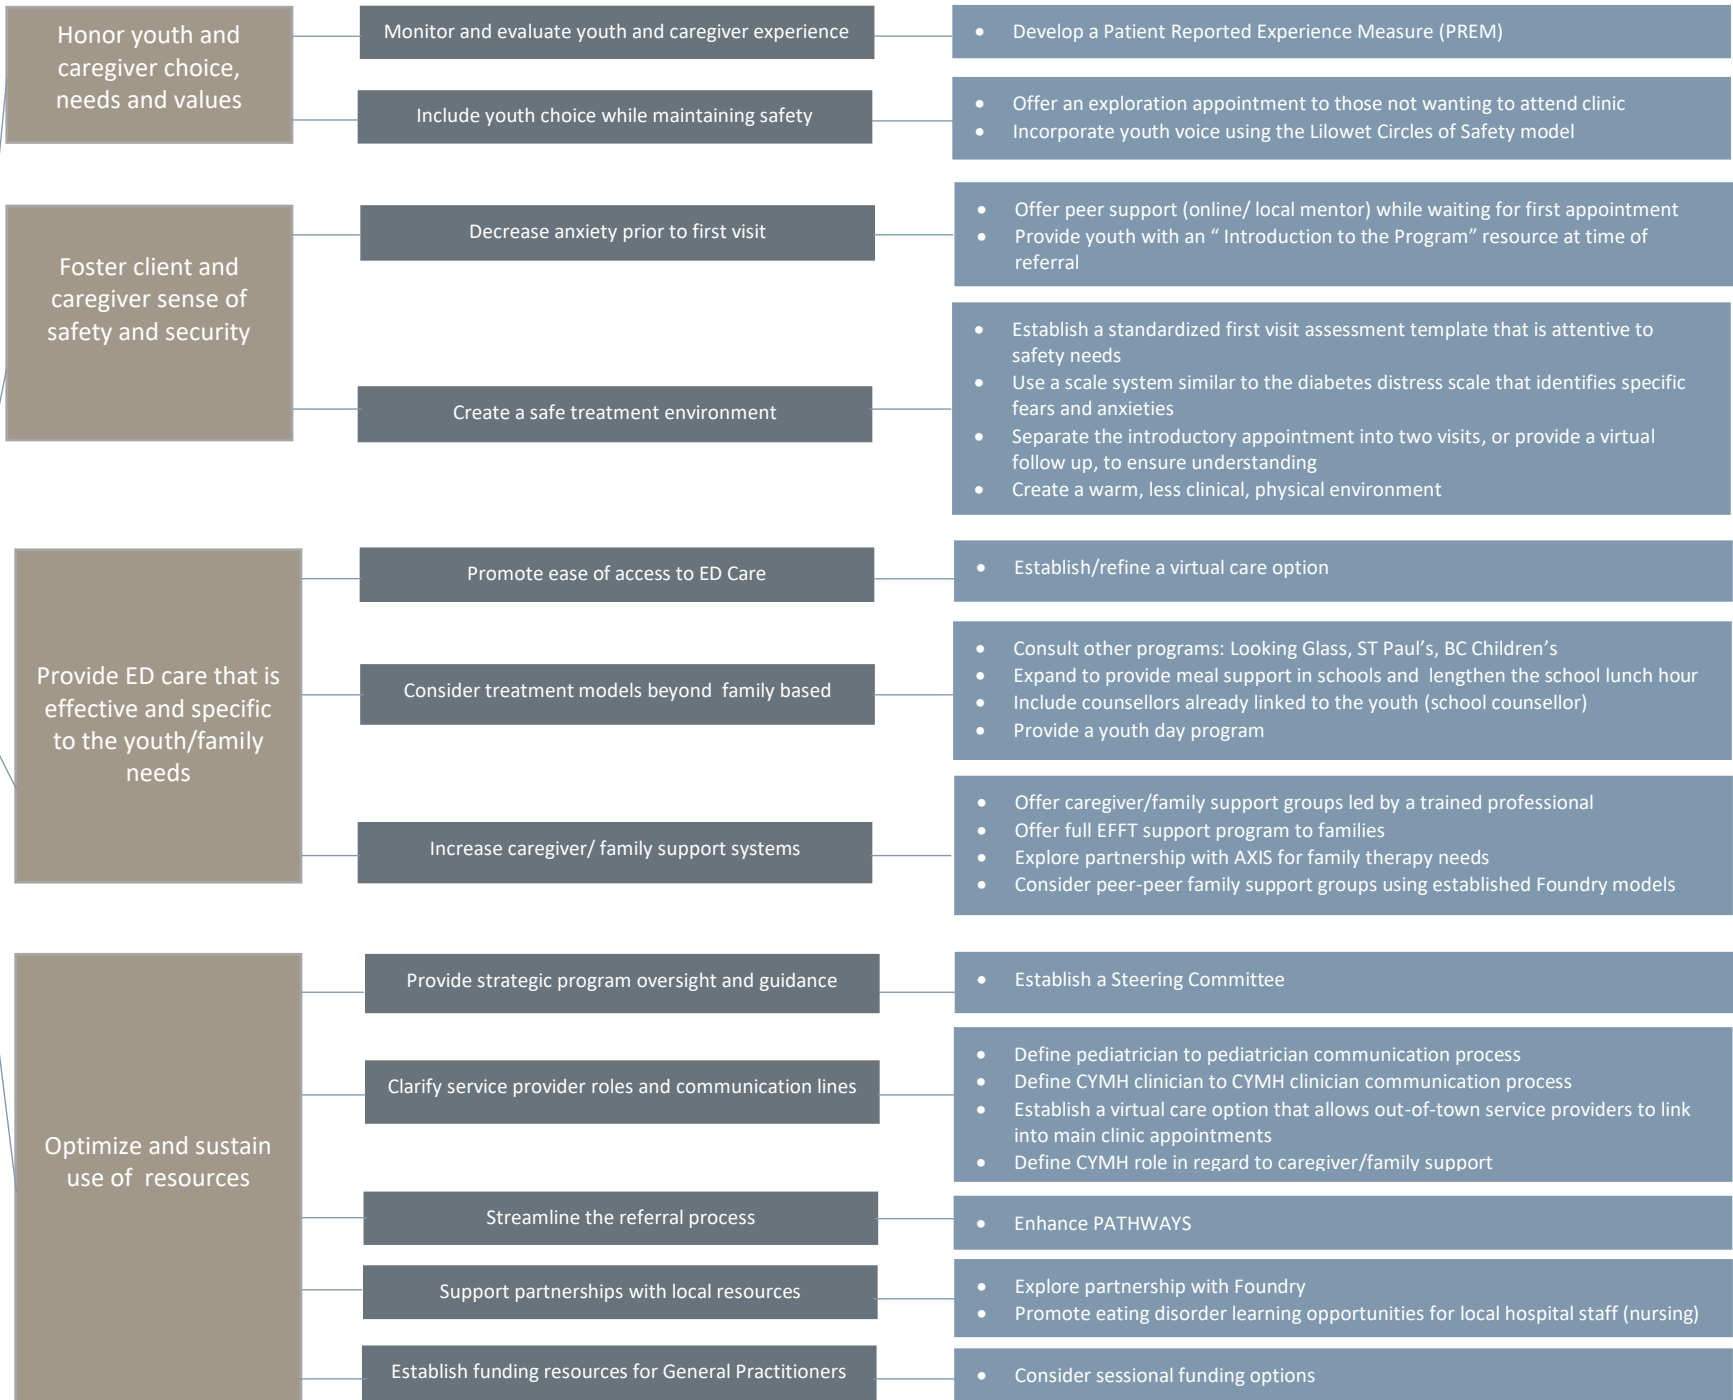 Honor youth and
caregiver choice,
needs and values
Monitor and evaluate youth and caregiver experience
• Develop a Patient Reported Experience Measure (PREM)
Include youth choice while maintaining safety
• Offer an exploration appointment to those not wanting to attend clinic
• Incorporate youth voice using the Lilowet Circles of Safety model
Foster client and
caregiver sense of
safety and security
Decrease anxiety prior to first visit
• Offer peer support (online/ local mentor) while waiting for first appointment
• Provide youth with an “ Introduction to the Program” resource at time of
referral
Create a safe treatment environment
• Establish a standardized first visit assessment template that is attentive to
safety needs
• Use a scale system similar to the diabetes distress scale that identifies specific
fears and anxieties
• Separate the introductory appointment into two visits, or provide a virtual
follow up, to ensure understanding
• Create a warm, less clinical, physical environment
Provide ED care that is
effective and specific
to the youth/family
needs
Promote ease of access to ED Care
• Establish/refine a virtual care option
Consider treatment models beyond family based
• Consult other programs: Looking Glass, ST Paul’s, BC Children’s
• Expand to provide meal support in schools and lengthen the school lunch hour
• Include counsellors already linked to the youth (school counsellor)
• Provide a youth day program
Increase caregiver/ family support systems
• Offer caregiver/family support groups led by a trained professional
• Offer full EFFT support program to families
• Explore partnership with AXIS for family therapy needs
• Consider peer-peer family support groups using established Foundry models
Optimize and sustain
use of resources
Provide strategic program oversight and guidance
• Establish a Steering Committee
Clarify service provider roles and communication lines
• Define pediatrician to pediatrician communication process
• Define CYMH clinician to CYMH clinician communication process
• Establish a virtual care option that allows out-of-town service providers to link
into main clinic appointments
• Define CYMH role in regard to caregiver/family support
Streamline the referral process
• Enhance PATHWAYS
Support partnerships with local resources
• Explore partnership with Foundry
• Promote eating disorder learning opportunities for local hospital staff (nursing)
Establish funding resources for General Practitioners
• Consider sessional funding options